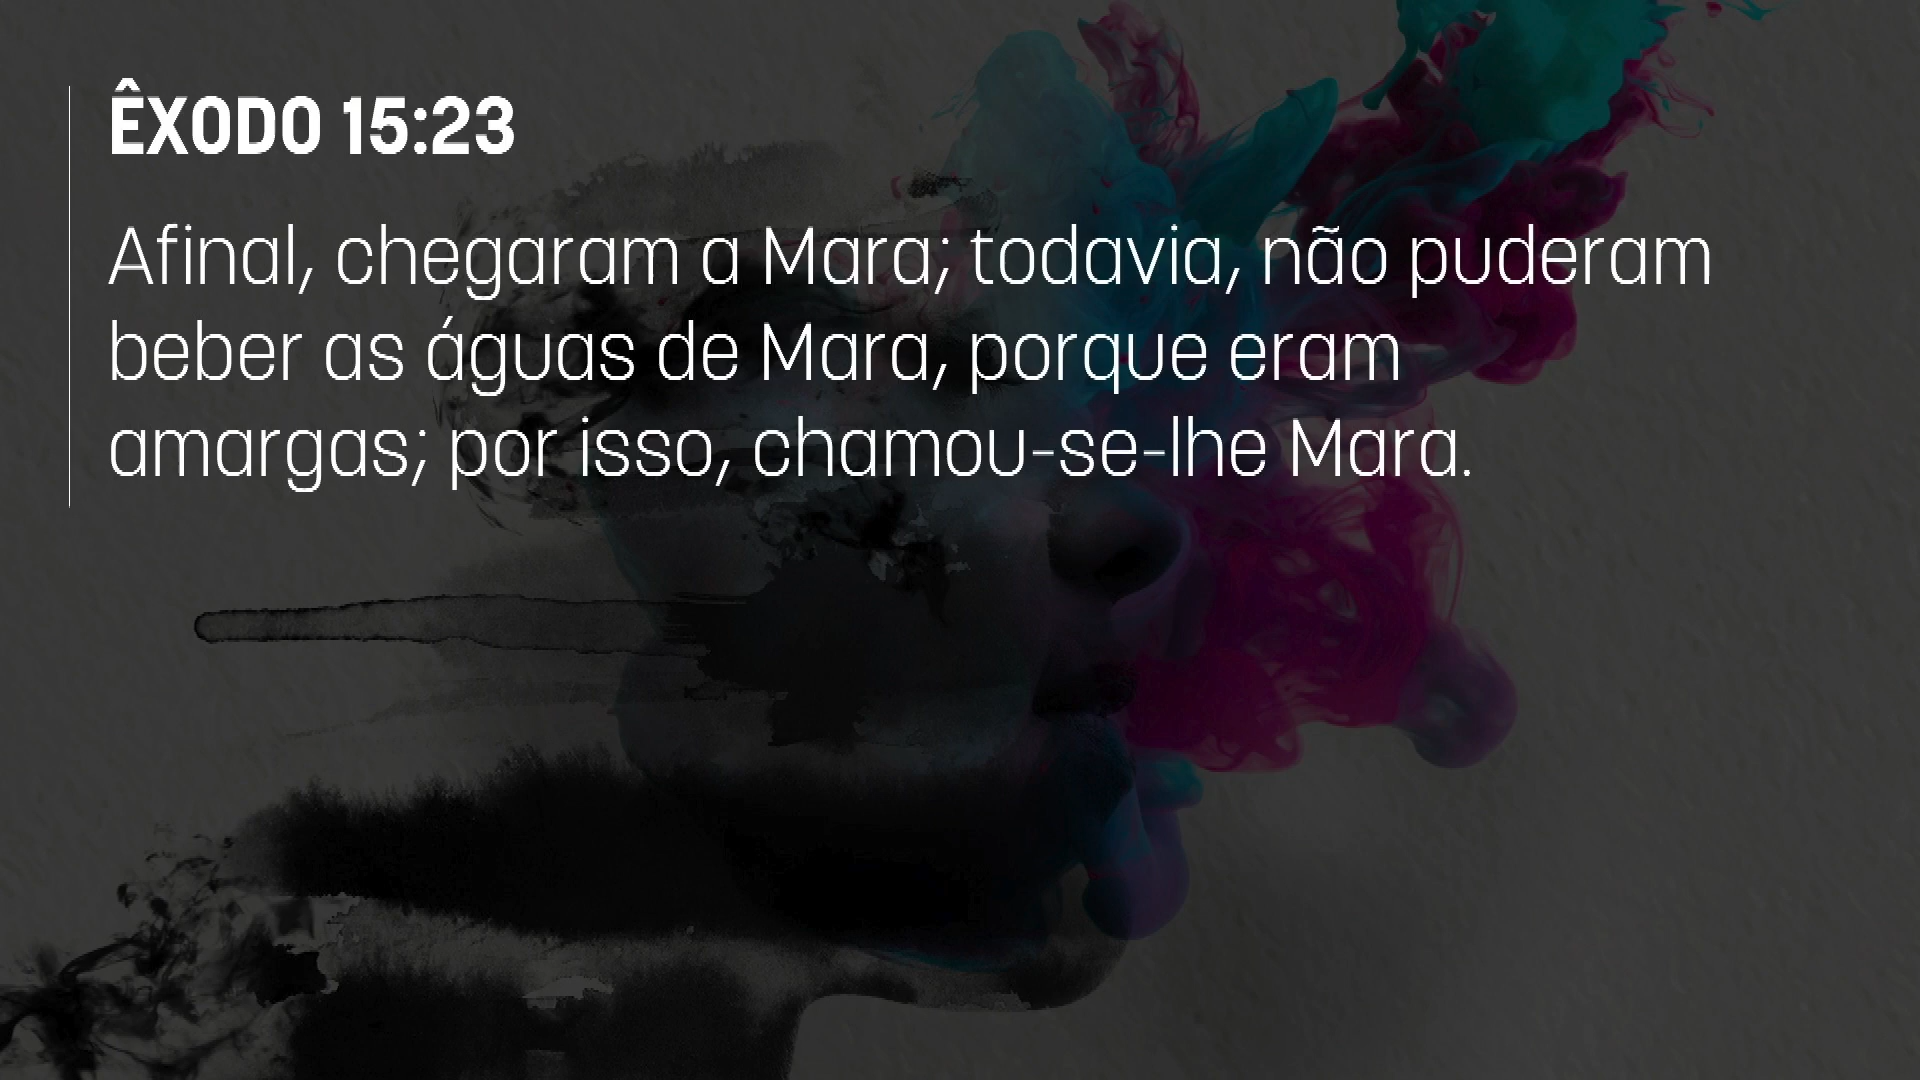 ÊXODO 15:23
Afinal, chegaram a Mara; todavia, não puderam
beber as águas de Mara, porque eram
amargas; por isso, chamou-se-lhe Mara.